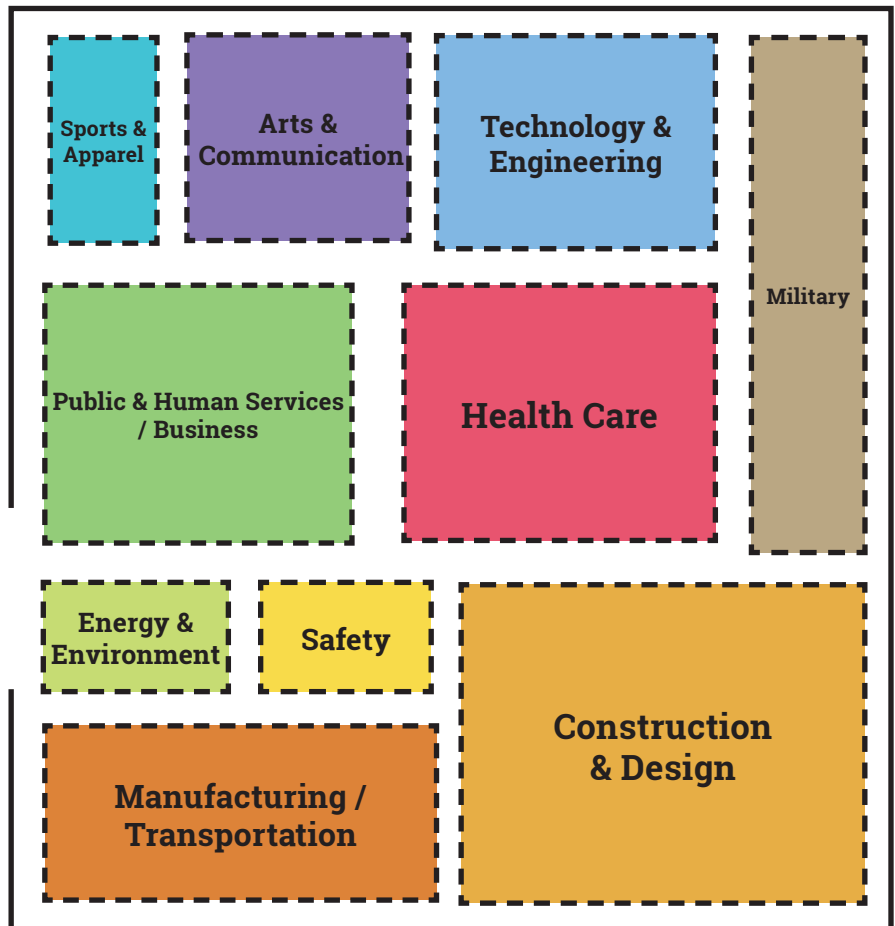 Sports &
Apparel
Arts &
Communication
Technology &
Engineering
Military
Public & Human Services
/ Business
Health Care
Energy &
Environment
Safety
Construction
& Design
Manufacturing /
Transportation